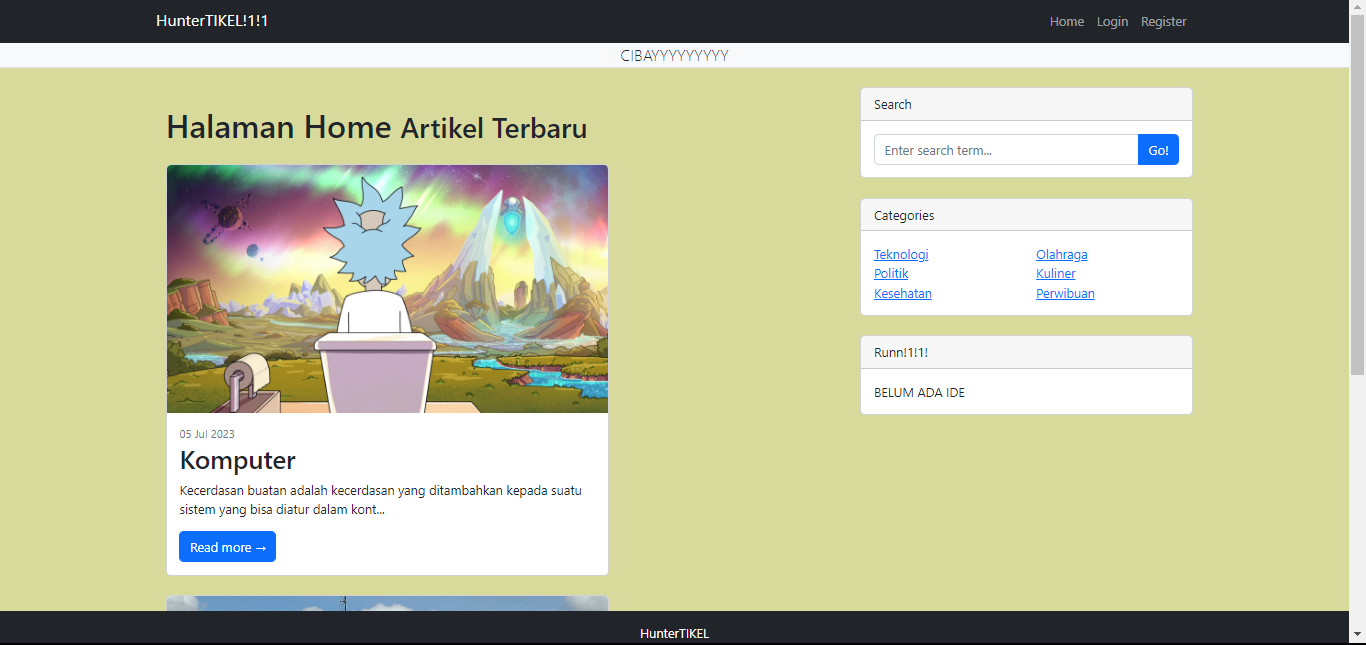 HunterTIKEL!1!1
Home Login Register
CIBAYYYYYYYYY
Halaman Home Artikel Terbaru
05 Jul 2023
Komputer
Kecerdasan buatan adalah kecerdasan yang ditambahkan kepada suatu
sistem yang bisa diatur dalam kont...
Read more →
Search
Enter search term...
Go!
Categories
Teknologi
Politik
Kesehatan
Olahraga
Kuliner
Perwibuan
Runn!1!1!
BELUM ADA IDE
HunterTIKEL